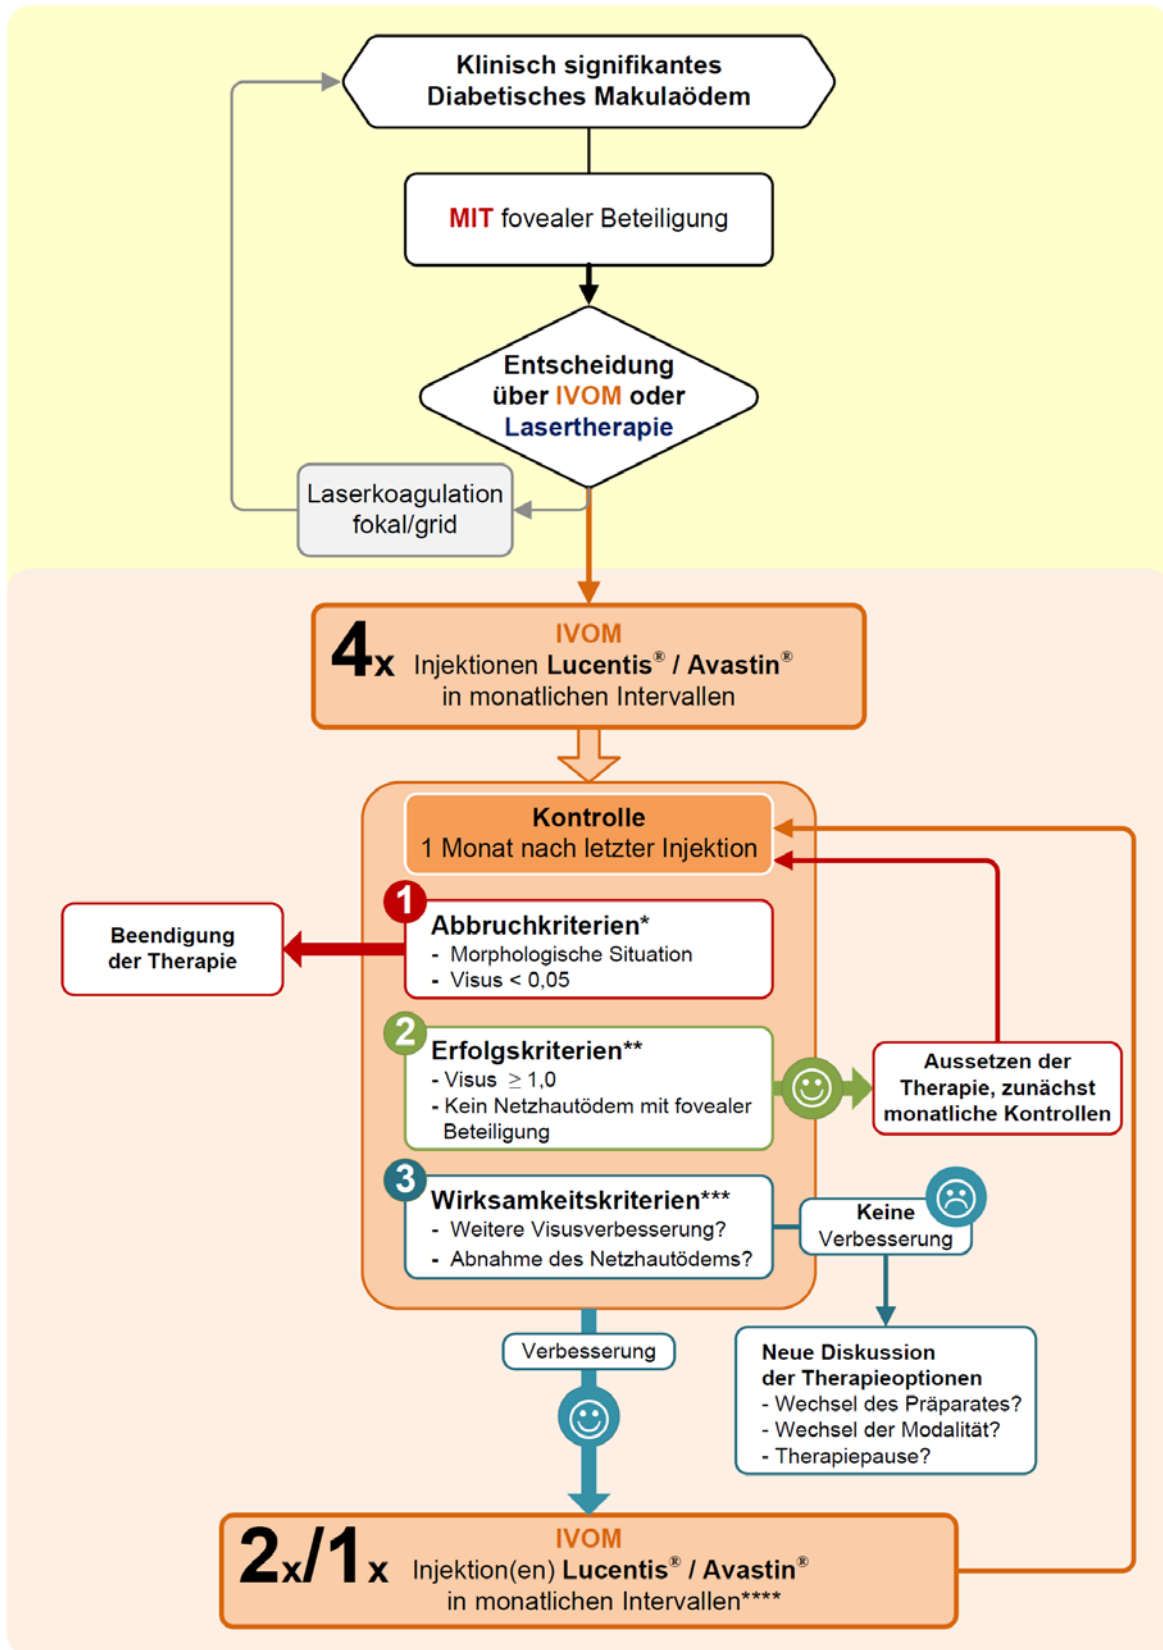 Klinisch signifikantes
Diabetisches Makulaödem
MIT fovealer Beteiligung
Entscheidung
über IVOM oder
Lasertherapie
Laserkoagulation
fokal/grid
IVOM
4x Injektionen Lucentis® / Avastin®
in monatlichen Intervallen
Kontrolle
1 Monat nach letzter Injektion
1
Abbruchkriterien*
- Morphologische Situation
- Visus < 0,05
Beendigung
der Therapie
2
Erfolgskriterien**
- Visus ≥ 1,0
- Kein Netzhautödem mit fovealer
Beteiligung
Aussetzen der
Therapie, zunächst
monatliche Kontrollen
3
Wirksamkeitskriterien***
- Weitere Visusverbesserung?
- Abnahme des Netzhautödems?
Keine
Verbesserung
Verbesserung
Neue Diskussion
der Therapieoptionen
- Wechsel des Präparates?
- Wechsel der Modalität?
- Therapiepause?
IVOM
2x/1x Injektion(en) Lucentis® / Avastin®
in monatlichen Intervallen****